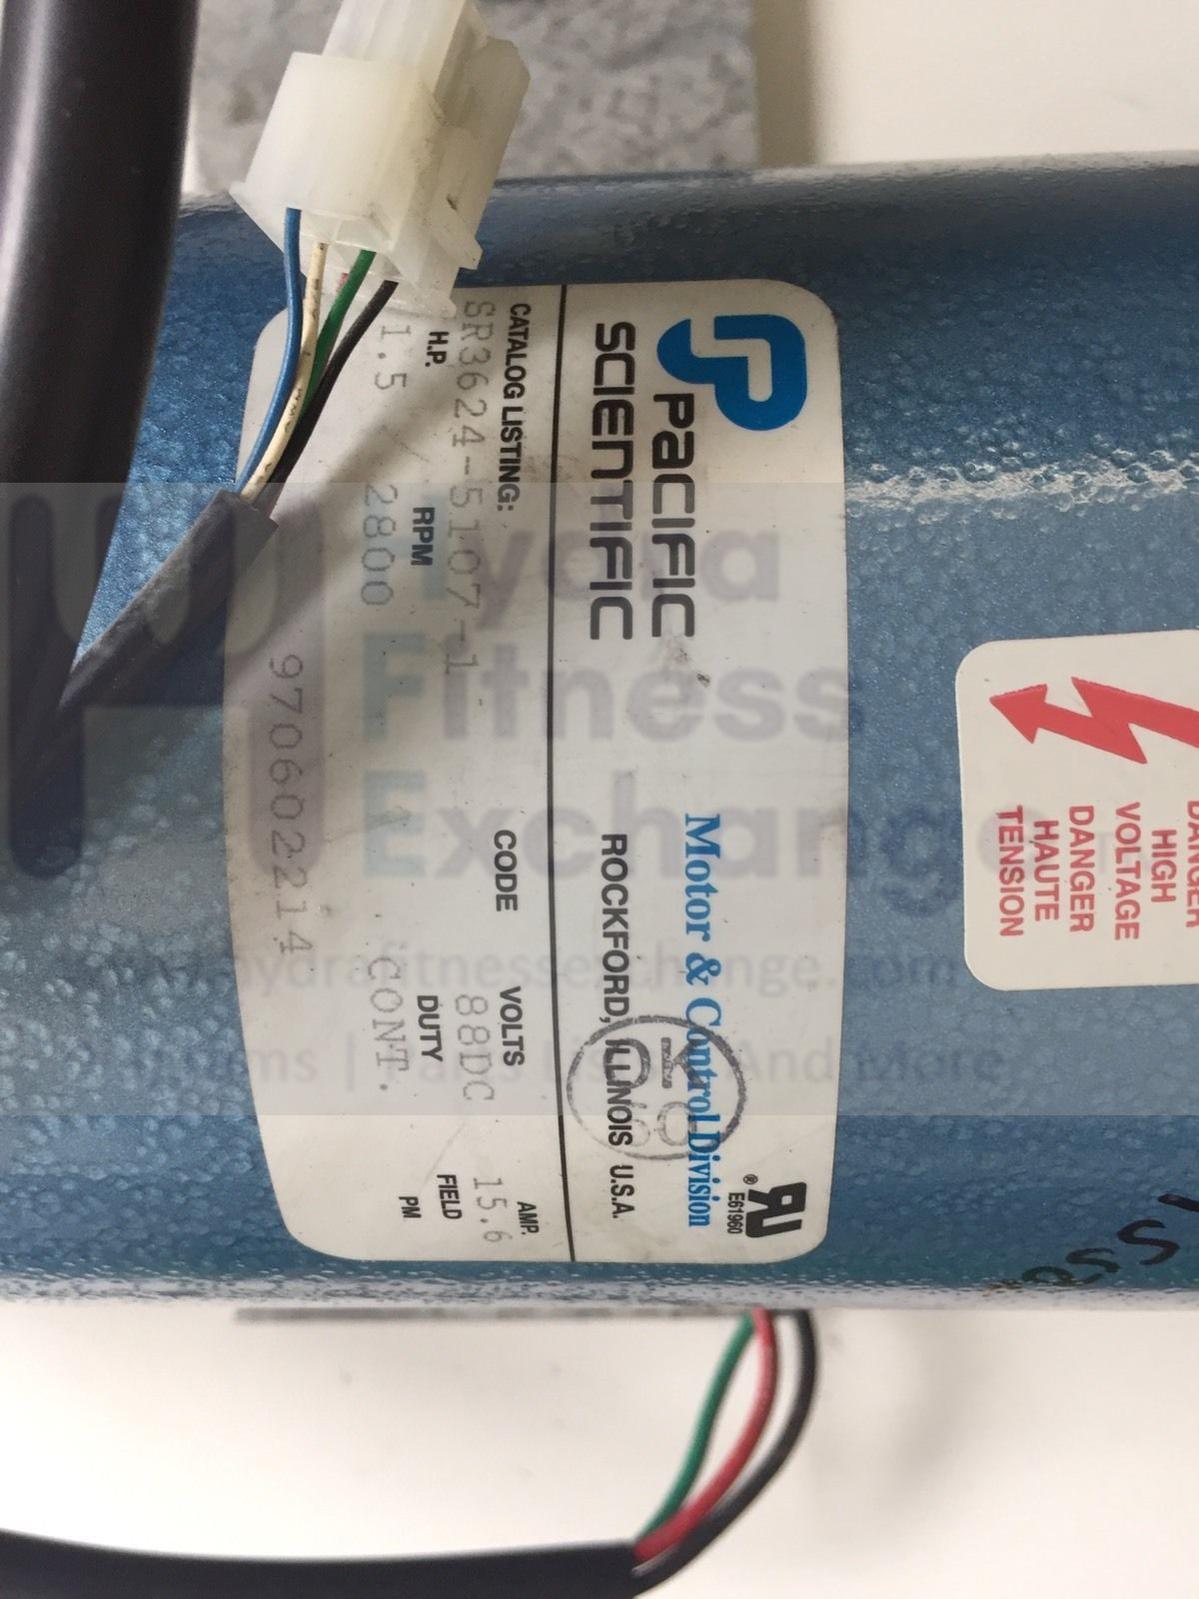 PACIFIC
SCIENTIFIC
Motor & Control Division
ROCKFORD, ILLINOIS U.S.A.
E61960
®
CATALOG LISTING: CODE VOLTS AMP.
SR3624-5107-1 88DC 15.6
H.P. RPM DUTY FIELD
1.5 2800 CONT. PM
970602214
DANGER
HIGH
VOLTAGE
DANGER
HAUTE
TENSION
Hydra
Fitness
Exchange
hydrafitnessexchange.com
And More